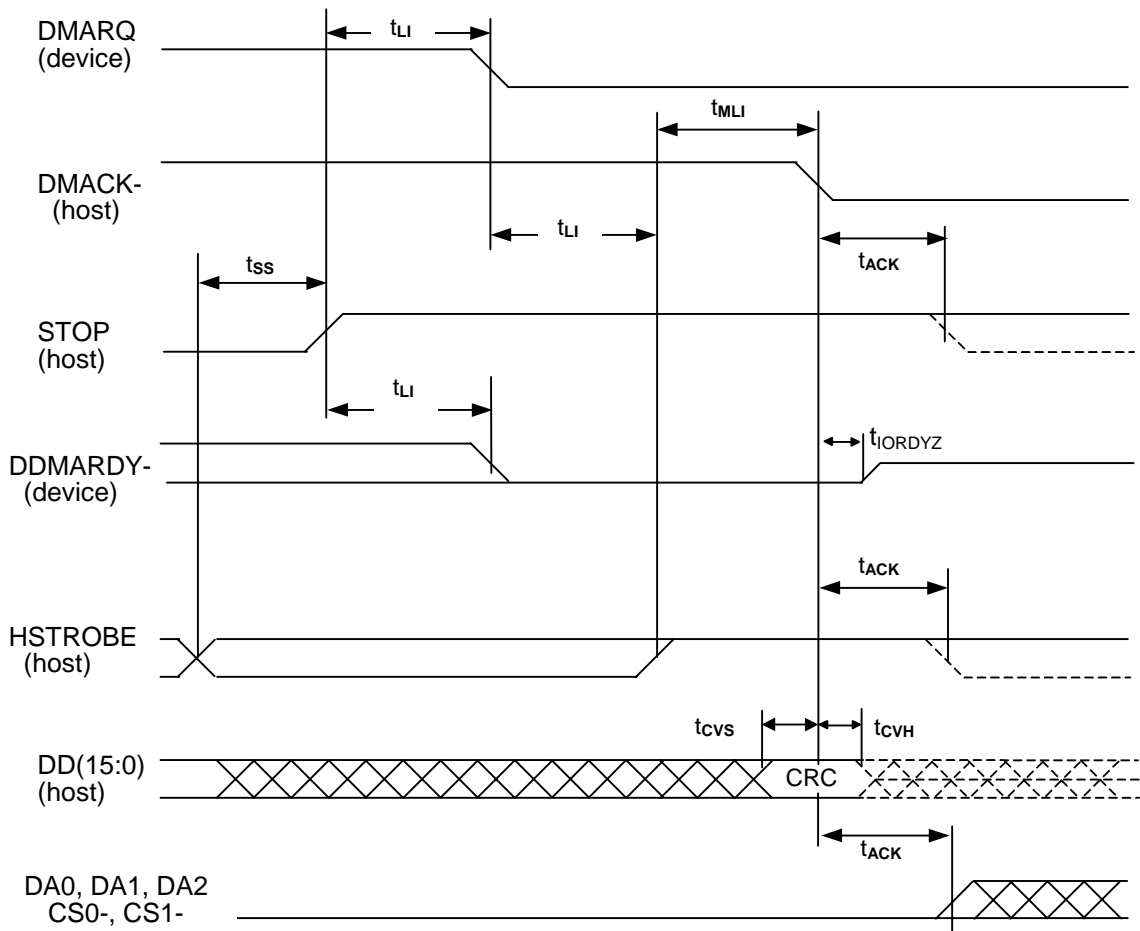 DMARQ
(device)
tLI
tMLI
DMACK-
(host)
tLI
tACK
tSS
STOP
(host)
tLI
tIORDYZ
DDMARDY-
(device)
tACK
HSTROBE
(host)
tCVS
tCVH
DD(15:0)
(host)
CRC
tACK
DA0, DA1, DA2
CS0-, CS1-